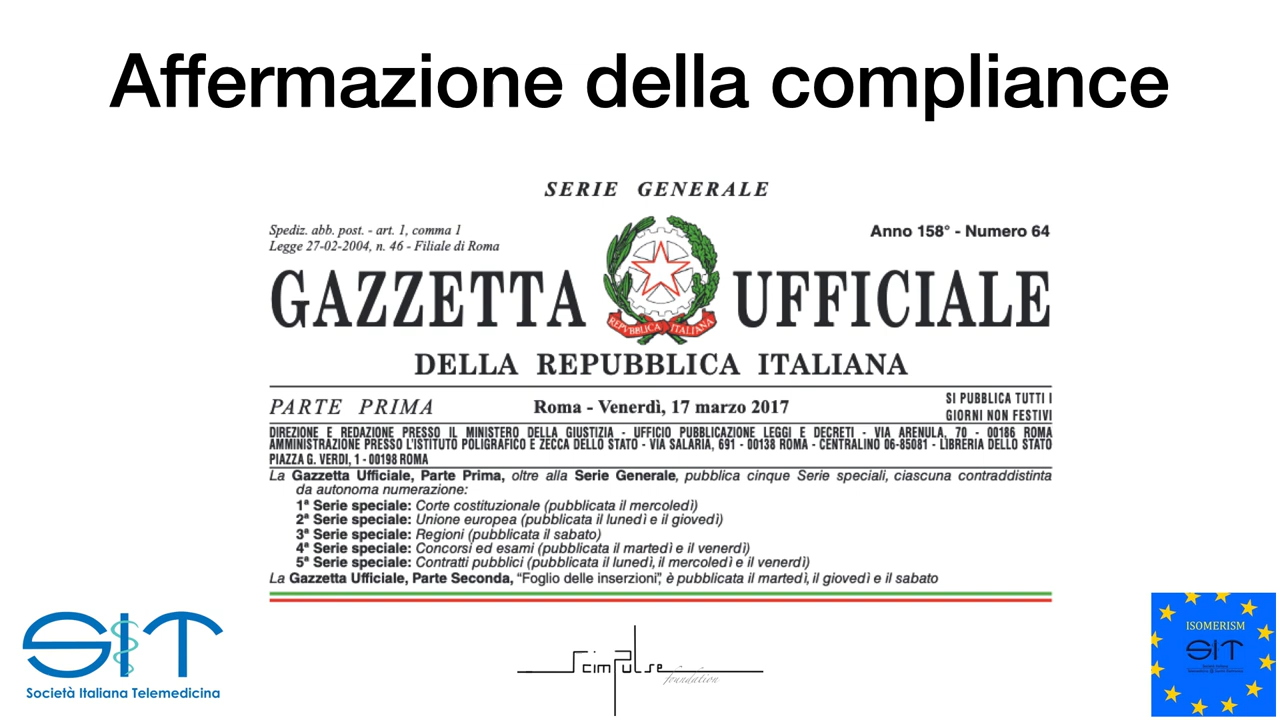 Affermazione della compliance
SERIE GENERALE
Spediz. abb. post. - art. 1, comma 1
Legge 27-02-2004, n. 46 - Filiale di Roma
Anno 158° - Numero 64
GAZZETTA UFFICIALE
REPVBBLICA ITALIANA
DELLA REPUBBLICA ITALIANA
PARTE PRIMA
Roma - Venerdì, 17 marzo 2017
SI PUBBLICA TUTTI I
GIORNI NON FESTIVI
DIREZIONE E REDAZIONE PRESSO IL MINISTERO DELLA GIUSTIZIA - UFFICIO PUBBLICAZIONE LEGGI E DECRETI - VIA ARENULA, 70 - 00186 ROMA
AMMINISTRAZIONE PRESSO L'ISTITUTO POLIGRAFICO E ZECCA DELLO STATO - VIA SALARIA, 691 - 00138 ROMA - CENTRALINO 06-85081 - LIBRERIA DELLO STATO
PIAZZA G. VERDI, 1 - 00198 ROMA
La Gazzetta Ufficiale, Parte Prima, oltre alla Serie Generale, pubblica cinque Serie speciali, ciascuna contraddistinta
da autonoma numerazione:
1ª Serie speciale: Corte costituzionale (pubblicata il mercoledì)
2ª Serie speciale: Unione europea (pubblicata il lunedì e il giovedì)
3ª Serie speciale: Regioni (pubblicata il sabato)
4ª Serie speciale: Concorsi ed esami (pubblicata il martedì e il venerdì)
5ª Serie speciale: Contratti pubblici (pubblicata il lunedì, il mercoledì e il venerdì)
La Gazzetta Ufficiale, Parte Seconda, “Foglio delle inserzioni”, è pubblicata il martedì, il giovedì e il sabato
SIT
Società Italiana Telemedicina
Scimpulse
foundation
ISOMERISM
SIT